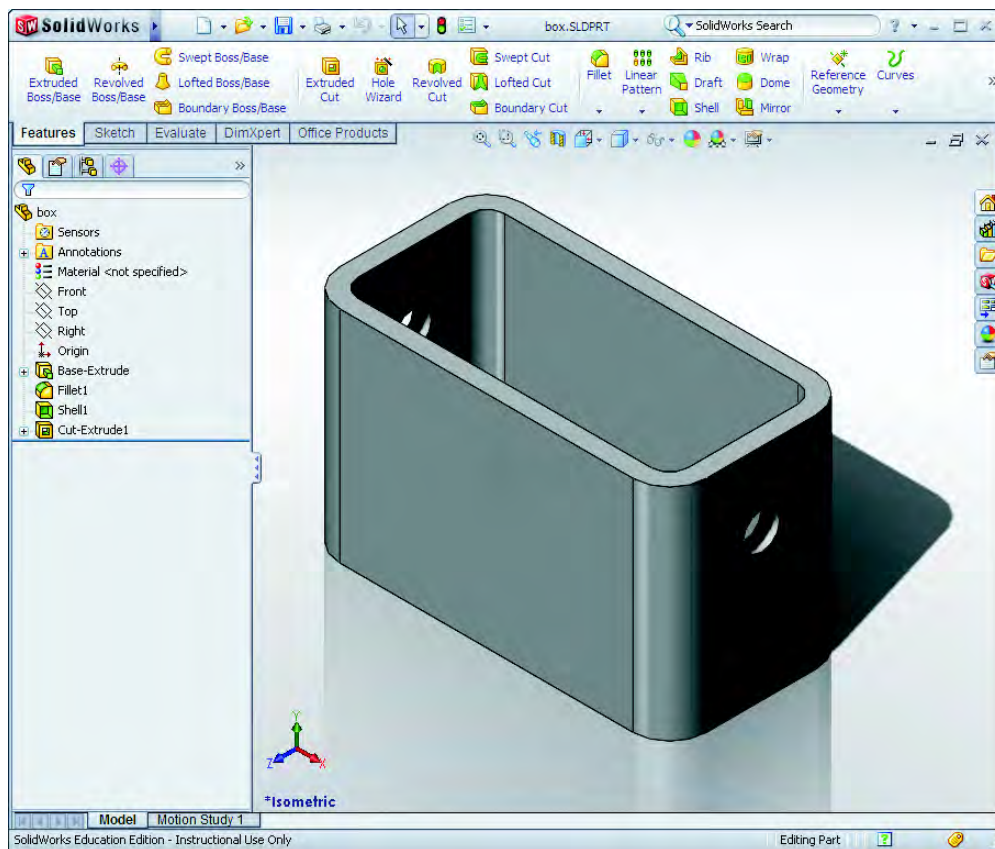 SolidWorks
box.SLDPRT
SolidWorks Search
Extruded Boss/Base
Revolved Boss/Base
Swept Boss/Base
Lofted Boss/Base
Boundary Boss/Base
Extruded Cut
Hole Wizard
Revolved Cut
Swept Cut
Lofted Cut
Boundary Cut
Fillet
Linear Pattern
Rib
Draft
Shell
Wrap
Dome
Mirror
Reference Geometry
Curves
Features
Sketch
Evaluate
DimXpert
Office Products
box
Sensors
Annotations
Material <not specified>
Front
Top
Right
Origin
Base-Extrude
Fillet1
Shell1
Cut-Extrude1
Y
Z
X
*Isometric
Model
Motion Study 1
SolidWorks Education Edition - Instructional Use Only
Editing Part